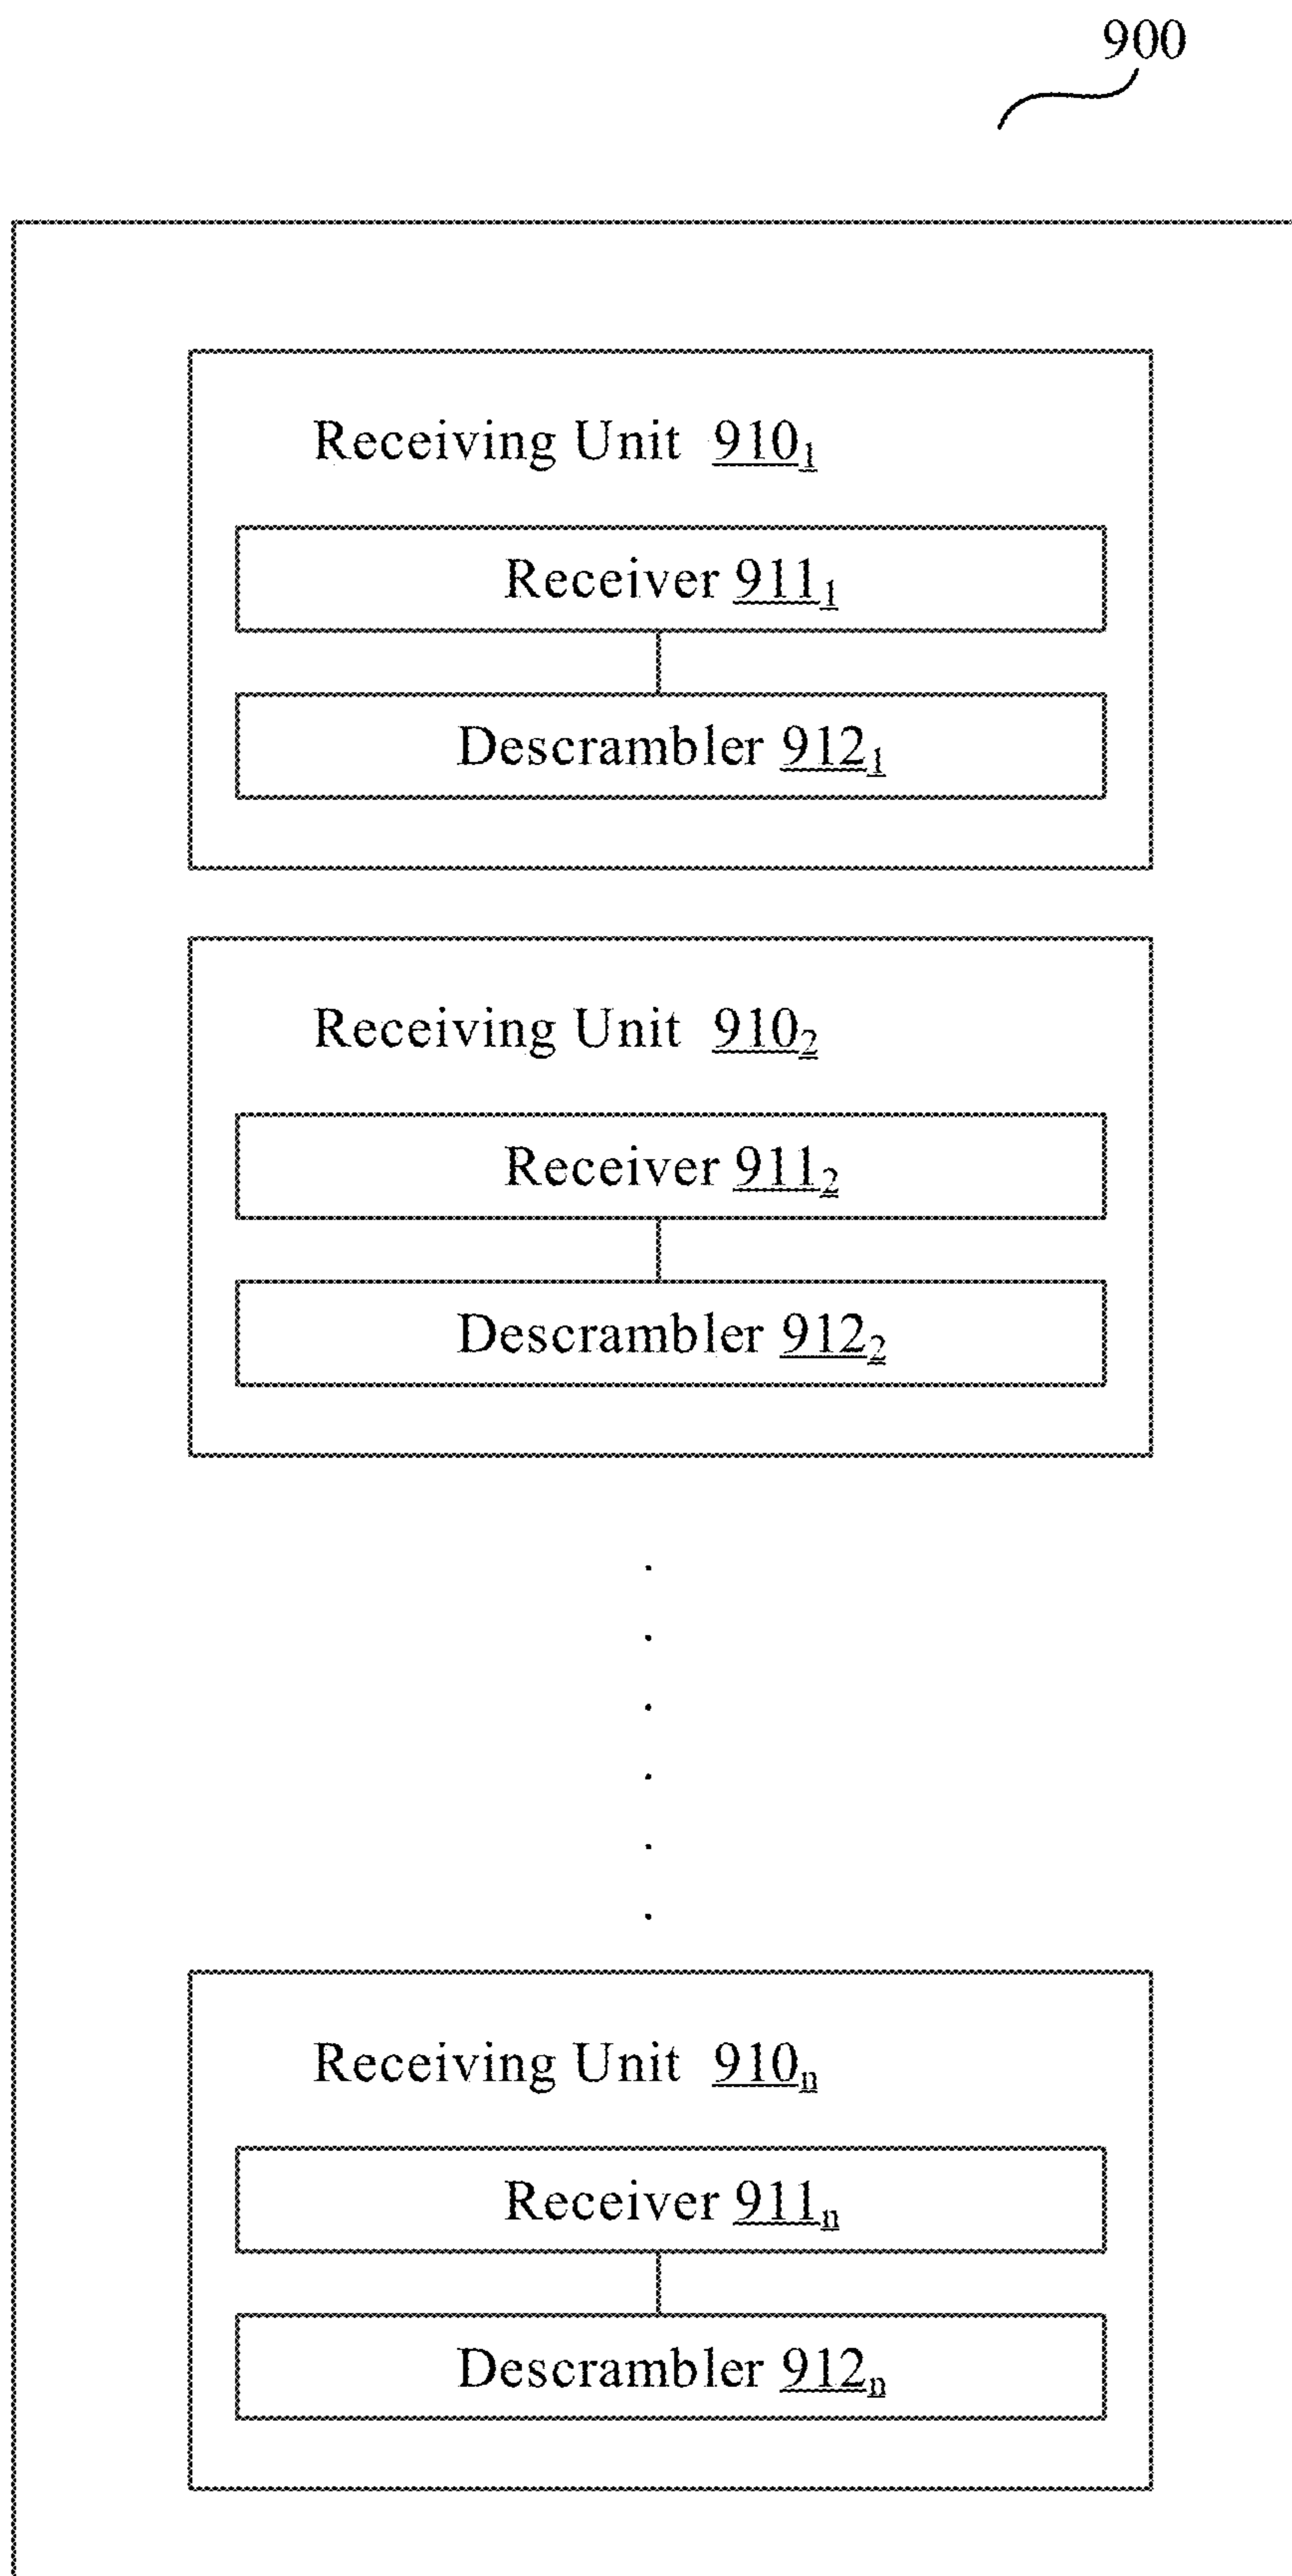 900
Receiving Unit 910₁
Receiver 911₁
Descrambler 912₁
Receiving Unit 910₂
Receiver 911₂
Descrambler 912₂
Receiving Unit 910ₙ
Receiver 911ₙ
Descrambler 912ₙ